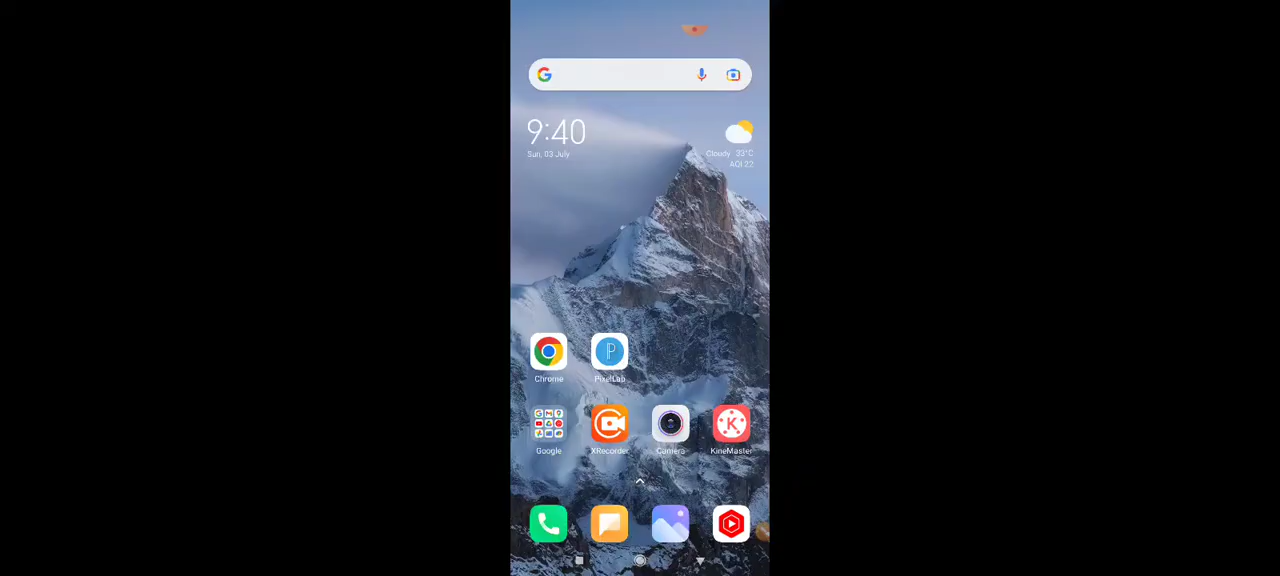 9:40
Sun, 03 July
Cloudy 33°C
AQI 22
Chrome
PixelLab
Google
XRecorder
Camera
KineMaster